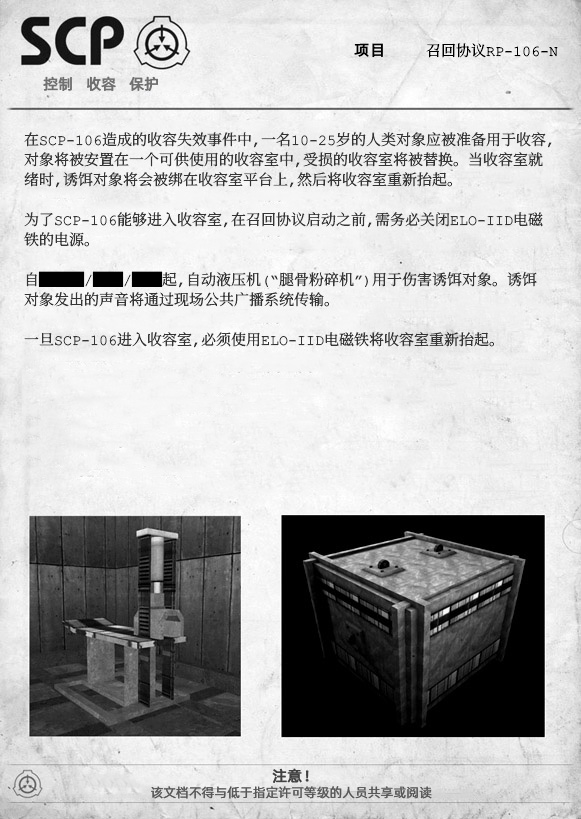 SCP
控制 收容 保护
项目 召回协议RP-106-N
在SCP-106造成的收容失效事件中,一名10-25岁的人类对象应被准备用于收容,
对象将被安置在一个可供使用的收容室中,受损的收容室将被替换。当收容室就
绪时,诱饵对象将会被绑在收容室平台上,然后将收容室重新抬起。
为了SCP-106能够进入收容室,在召回协议启动之前,需务必关闭ELO-IID电磁
铁的电源。
自/ / 起,自动液压机(“腿骨粉碎机”)用于伤害诱饵对象。诱饵
对象发出的声音将通过现场公共广播系统传输。
一旦SCP-106进入收容室,必须使用ELO-IID电磁铁将收容室重新抬起。
注意!
该文档不得与低于指定许可等级的人员共享或阅读